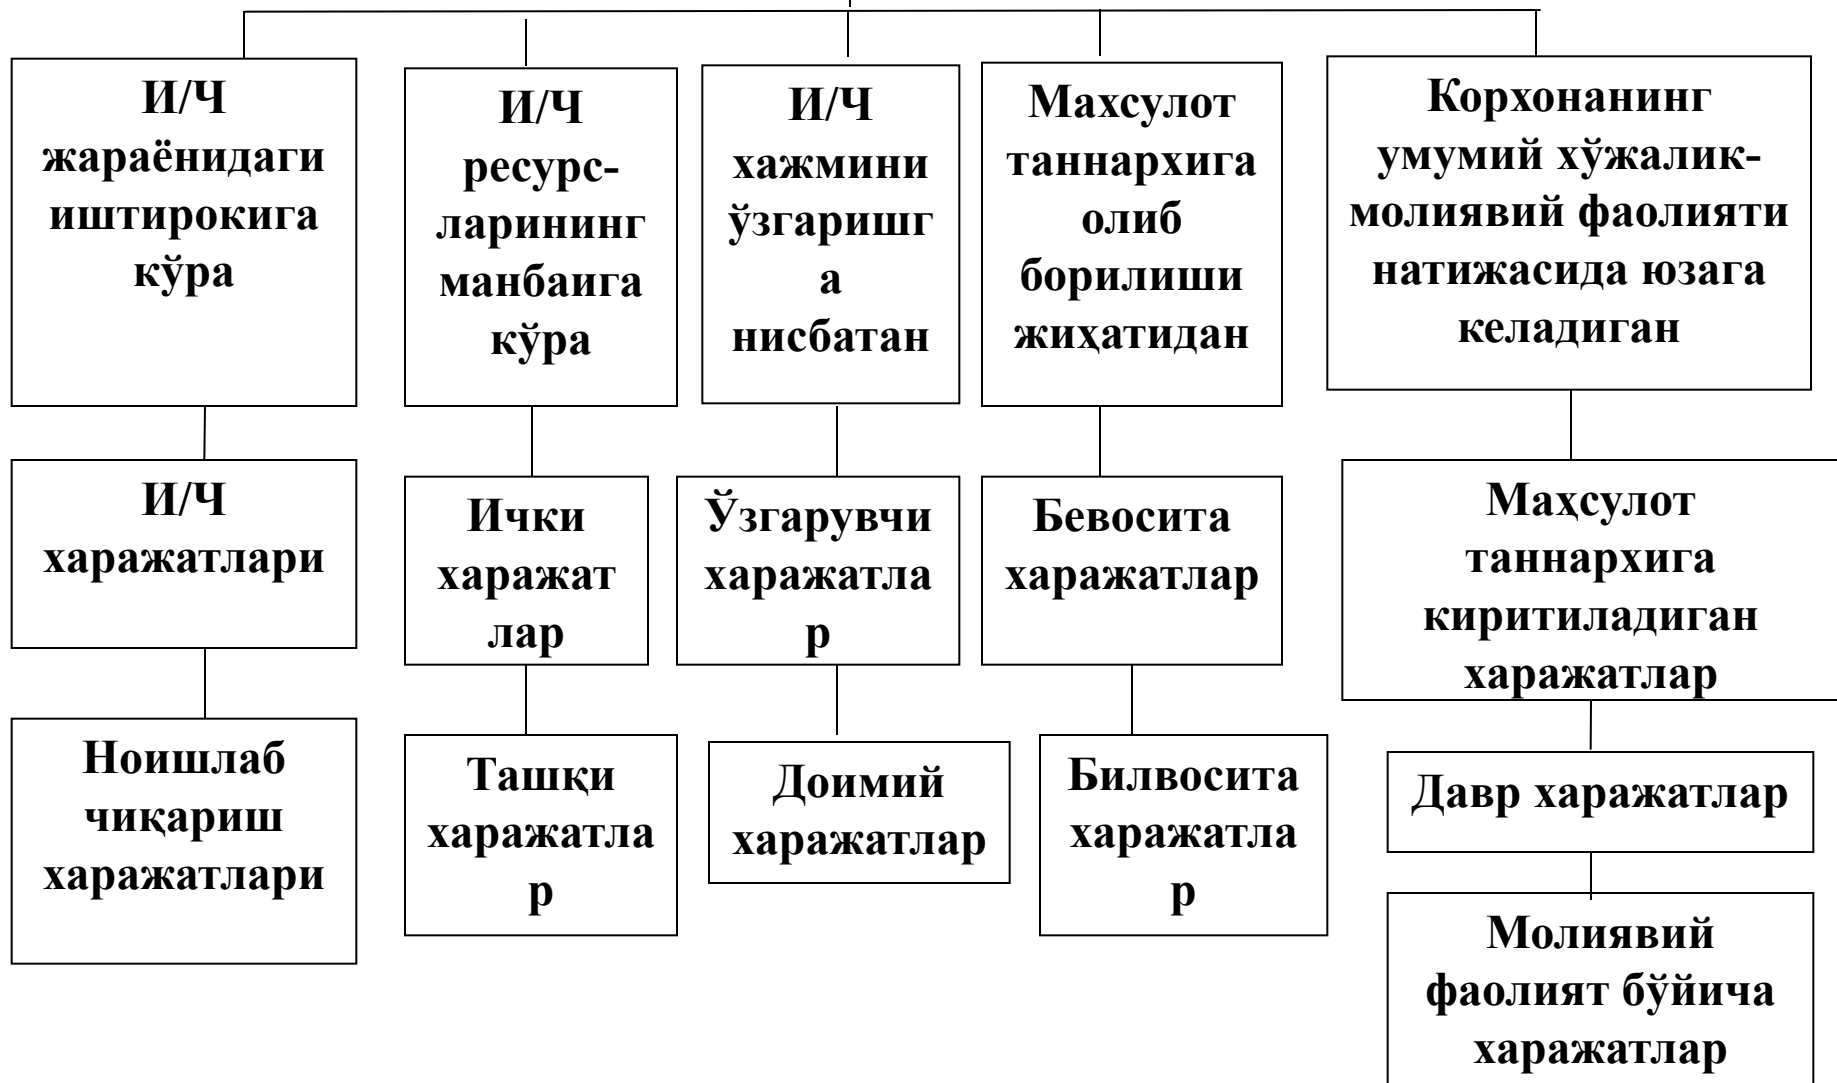 И/Ч
жараёнидаги
иштирокига
кўра
И/Ч
ресурс-
ларининг
манбаига
кўра
И/Ч
хажмини
ўзгаришг
а
нисбатан
Махсулот
таннархига
олиб
борилиши
жиҳатидан
Корхонанинг
умумий хўжалик-
молиявий фаолияти
натижасида юзага
келадиган
И/Ч
харажатлари
Ички
харажат
лар
Ўзгарувчи
харажатла
р
Бевосита
харажатлар
Маҳсулот
таннархига
киритиладиган
харажатлар
Ноишлаб
чиқариш
харажатлари
Ташқи
харажатла
р
Доимий
харажатлар
Билвосита
харажатла
р
Давр харажатлар
Молиявий
фаолият бўйича
харажатлар